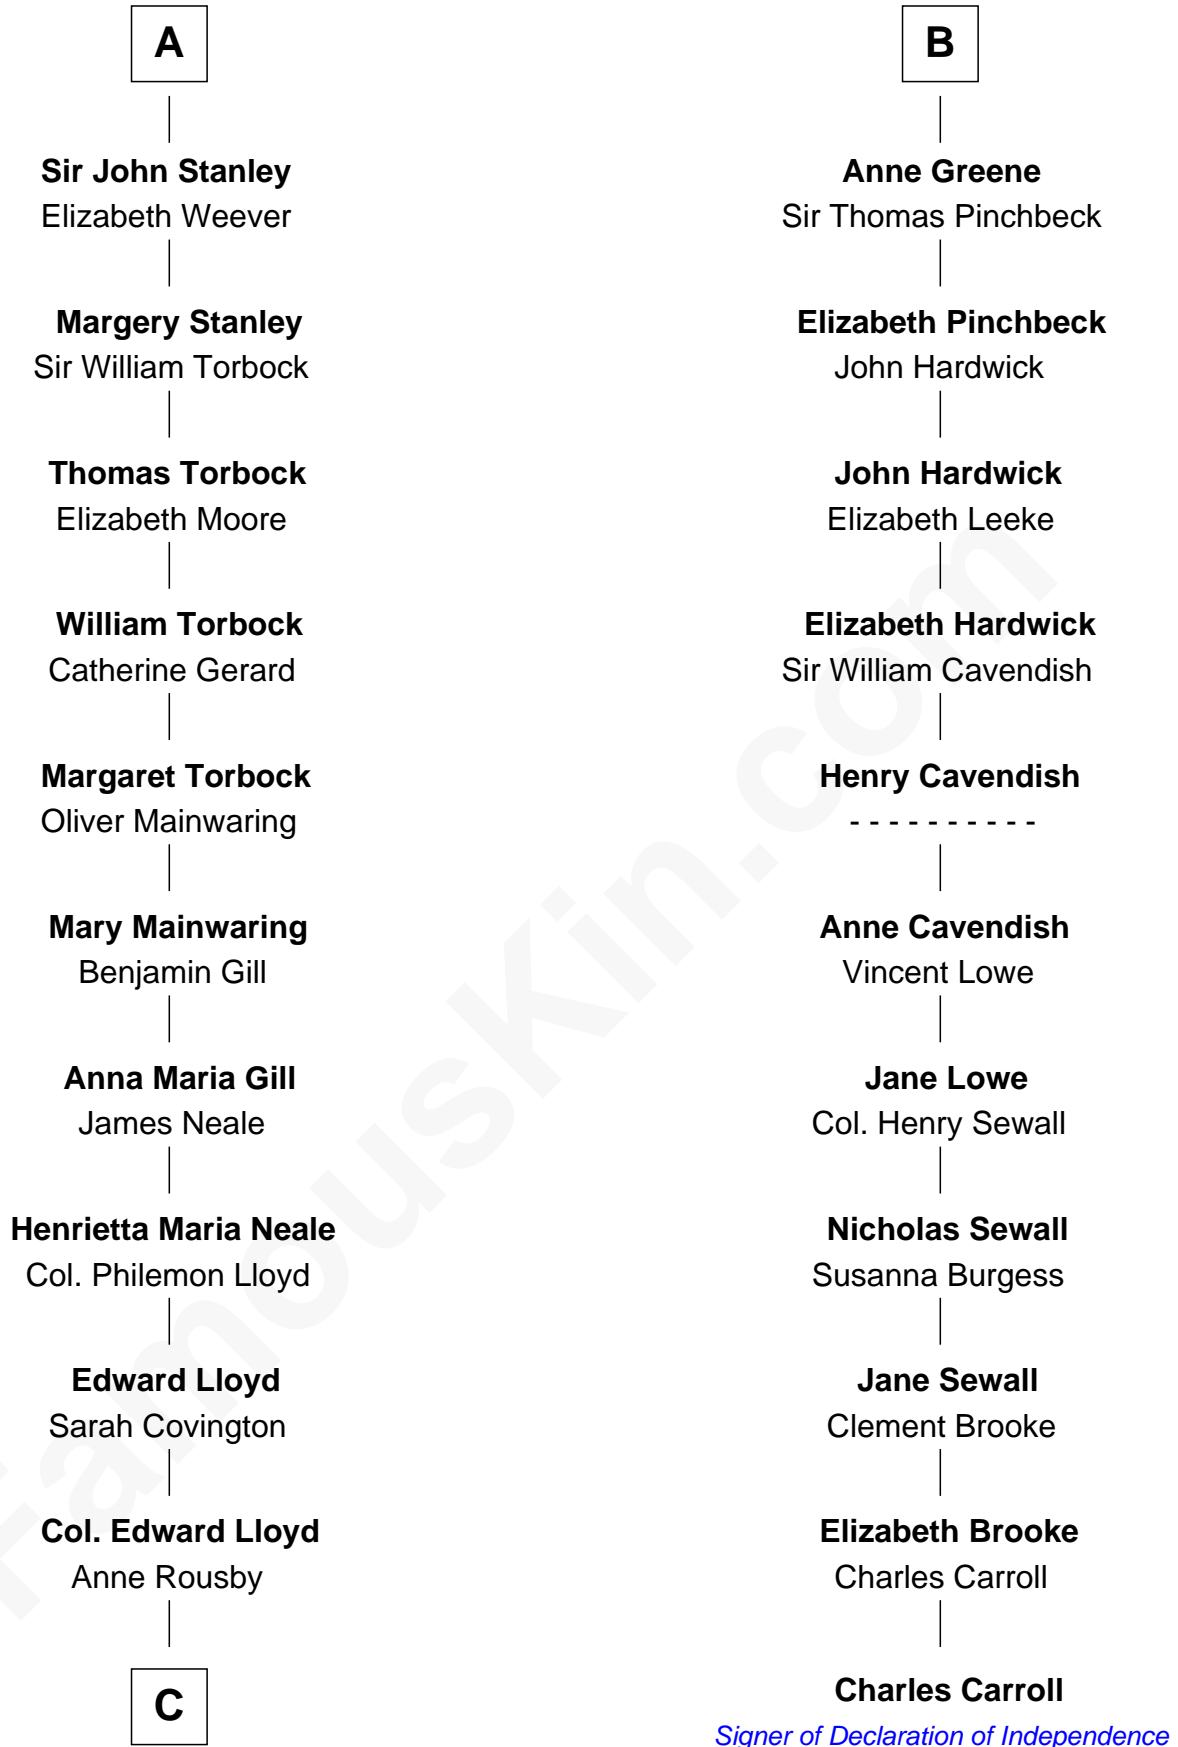 A
Sir John Stanley
Elizabeth Weever
Margery Stanley
Sir William Torbock
Thomas Torbock
Elizabeth Moore
William Torbock
Catherine Gerard
Margaret Torbock
Oliver Mainwaring
Mary Mainwaring
Benjamin Gill
Anna Maria Gill
James Neale
Henrietta Maria Neale
Col. Philemon Lloyd
Edward Lloyd
Sarah Covington
Col. Edward Lloyd
Anne Rousby
C
B
Anne Greene
Sir Thomas Pinchbeck
Elizabeth Pinchbeck
John Hardwick
John Hardwick
Elizabeth Leeke
Elizabeth Hardwick
Sir William Cavendish
Henry Cavendish
- - - - - - - - - -
Anne Cavendish
Vincent Lowe
Jane Lowe
Col. Henry Sewall
Nicholas Sewall
Susanna Burgess
Jane Sewall
Clement Brooke
Elizabeth Brooke
Charles Carroll
Charles Carroll
Signer of Declaration of Independence
FamousKin.com